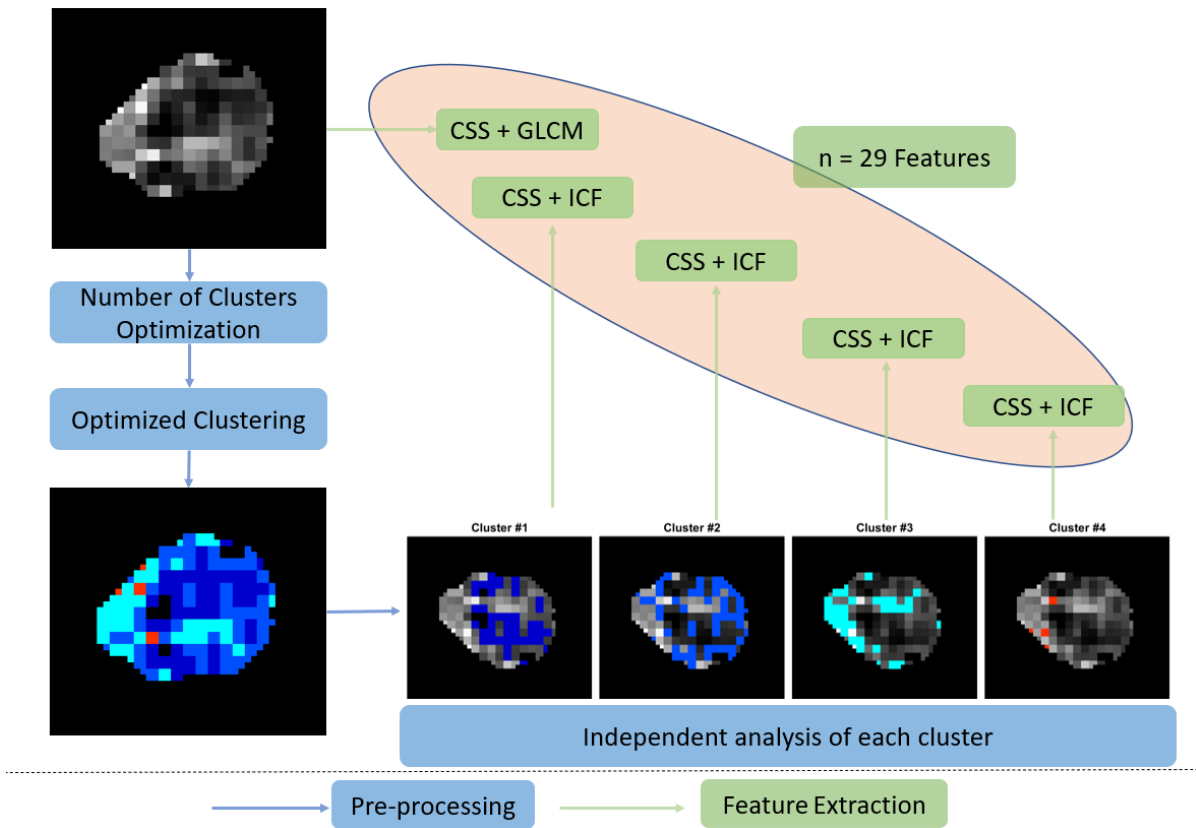 CSS + GLCM
n = 29 Features
CSS + ICF
CSS + ICF
Number of Clusters
Optimization
CSS + ICF
CSS + ICF
Optimized Clustering
Cluster #1
Cluster #2
Cluster #3
Cluster #4
Independent analysis of each cluster
Pre-processing
Feature Extraction